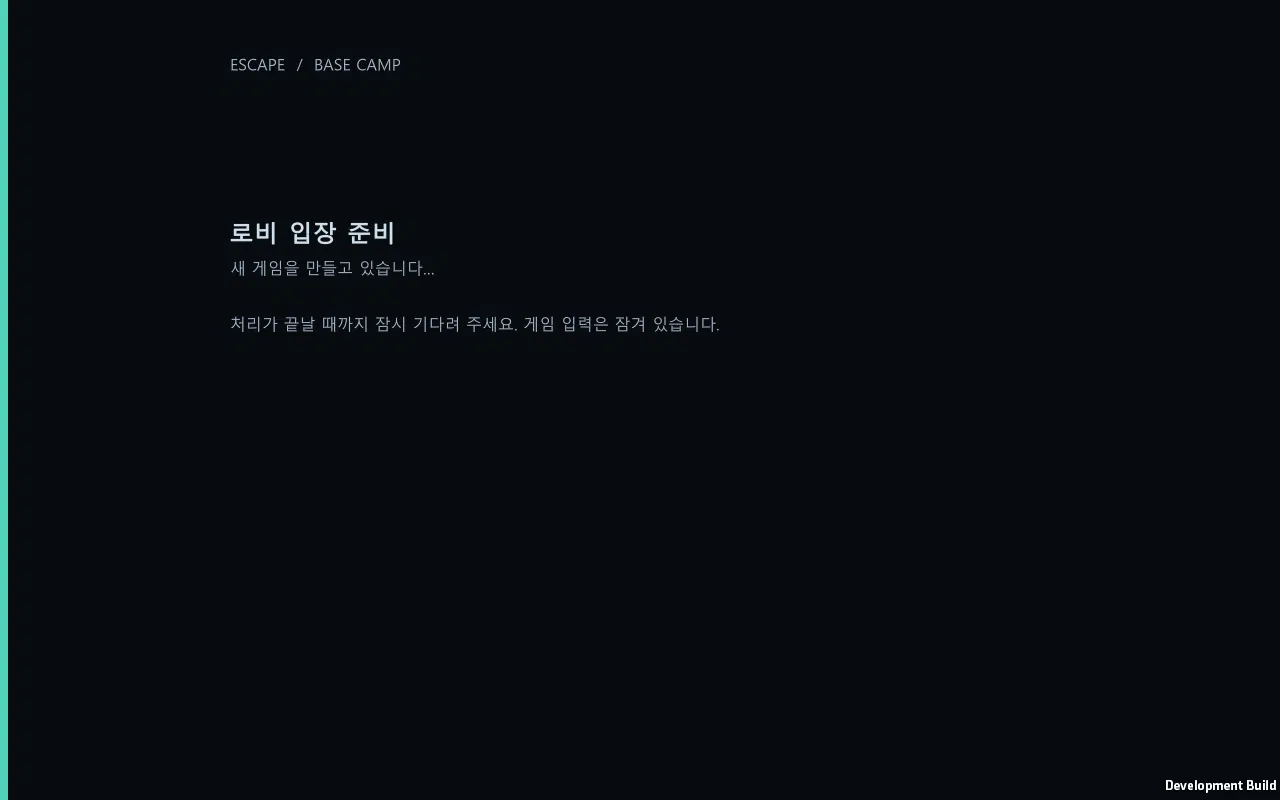 ESCAPE / BASE CAMP
로비 입장 준비
새 게임을 만들고 있습니다...
처리가 끝날 때까지 잠시 기다려 주세요. 게임 입력은 잠겨 있습니다.
Development Build